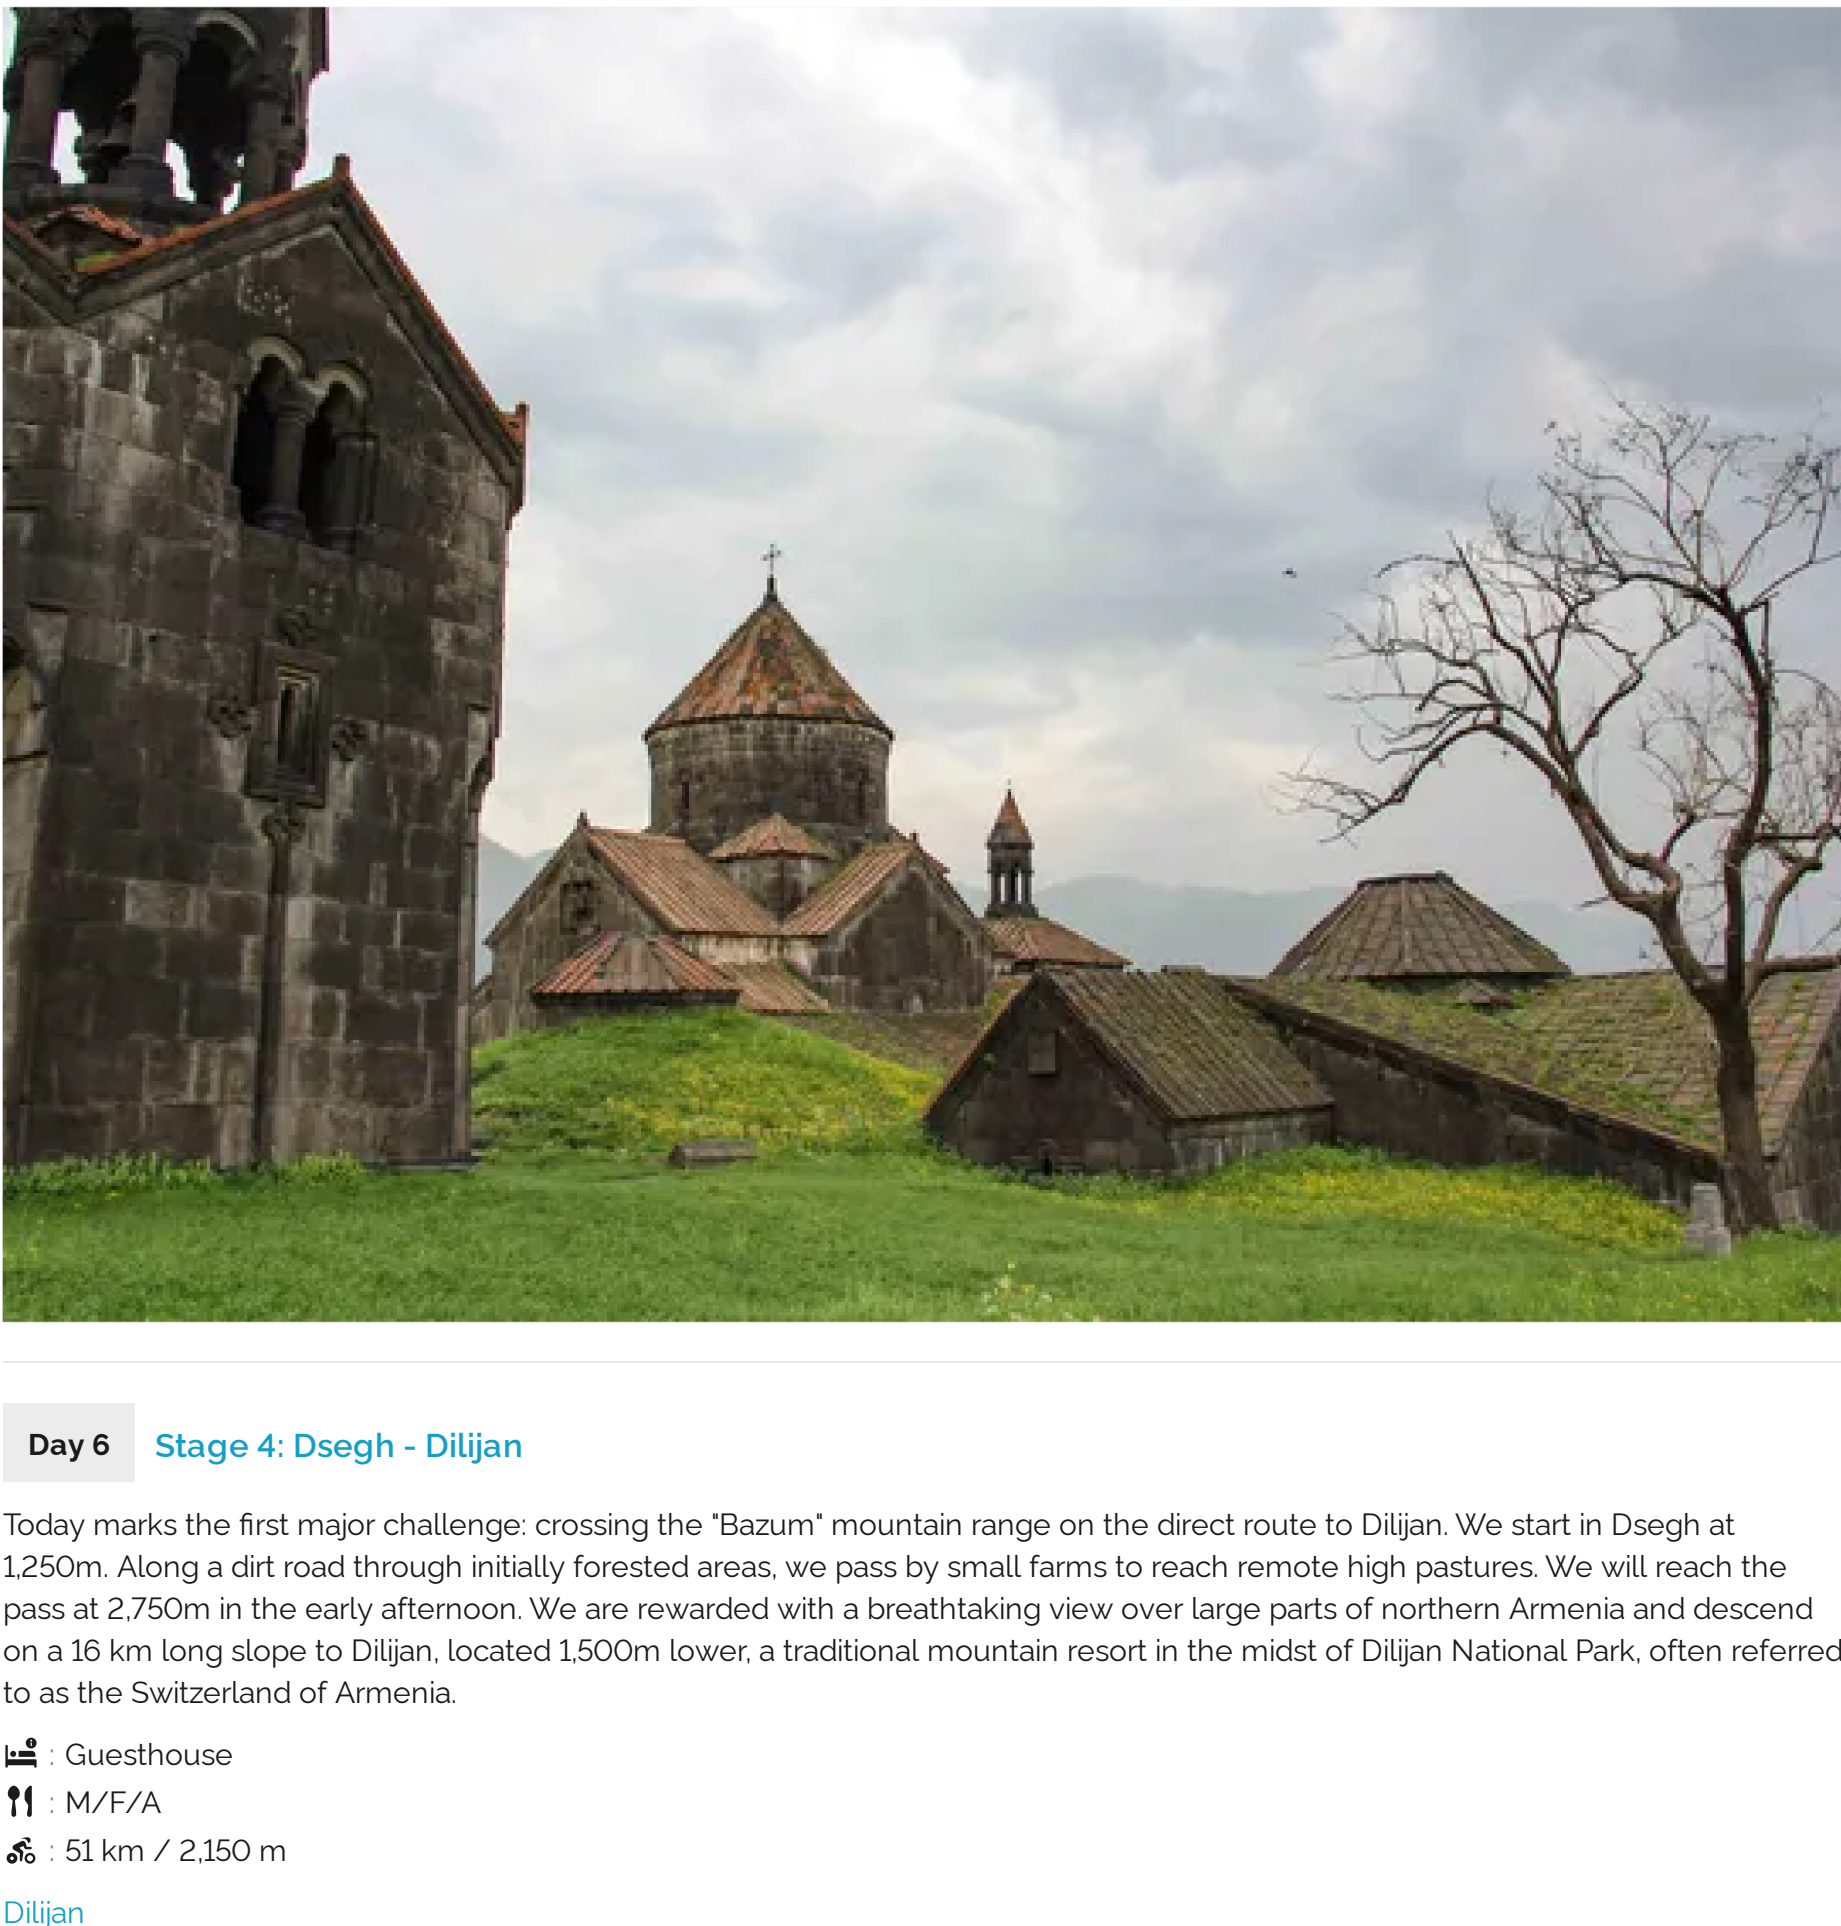 Day 6
Stage 4: Dsegh - Dilijan
Today marks the first major challenge: crossing the "Bazum" mountain range on the direct route to Dilijan. We start in Dsegh at
1,250m. Along a dirt road through initially forested areas, we pass by small farms to reach remote high pastures. We will reach the
pass at 2,750m in the early afternoon. We are rewarded with a breathtaking view over large parts of northern Armenia and descend
on a 16 km long slope to Dilijan, located 1,500m lower, a traditional mountain resort in the midst of Dilijan National Park, often referred
to as the Switzerland of Armenia.
: Guesthouse
: M/F/A
: 51 km / 2,150 m
Dilijan